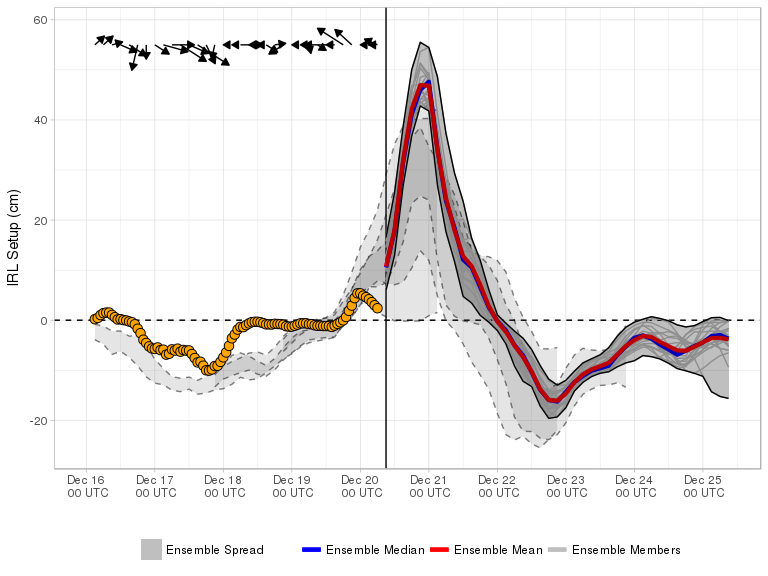 60
40
20
0
-20
IRL Setup (cm)
Dec 16 00 UTC
Dec 17 00 UTC
Dec 18 00 UTC
Dec 19 00 UTC
Dec 20 00 UTC
Dec 21 00 UTC
Dec 22 00 UTC
Dec 23 00 UTC
Dec 24 00 UTC
Dec 25 00 UTC
Ensemble Spread
Ensemble Median
Ensemble Mean
Ensemble Members